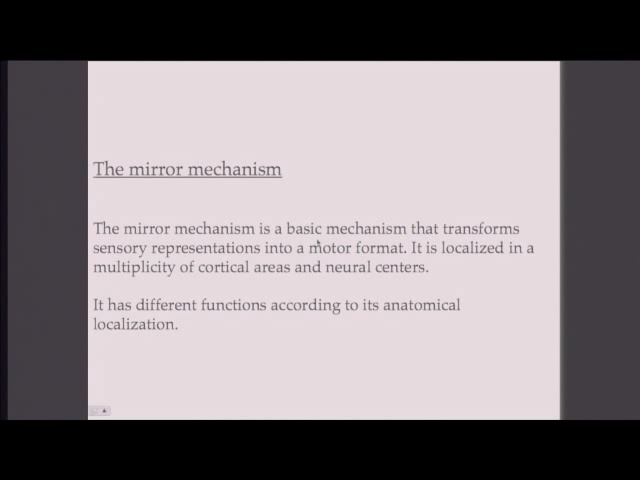 The mirror mechanism
The mirror mechanism is a basic mechanism that transforms
sensory representations into a motor format. It is localized in a
multiplicity of cortical areas and neural centers.
It has different functions according to its anatomical
localization.